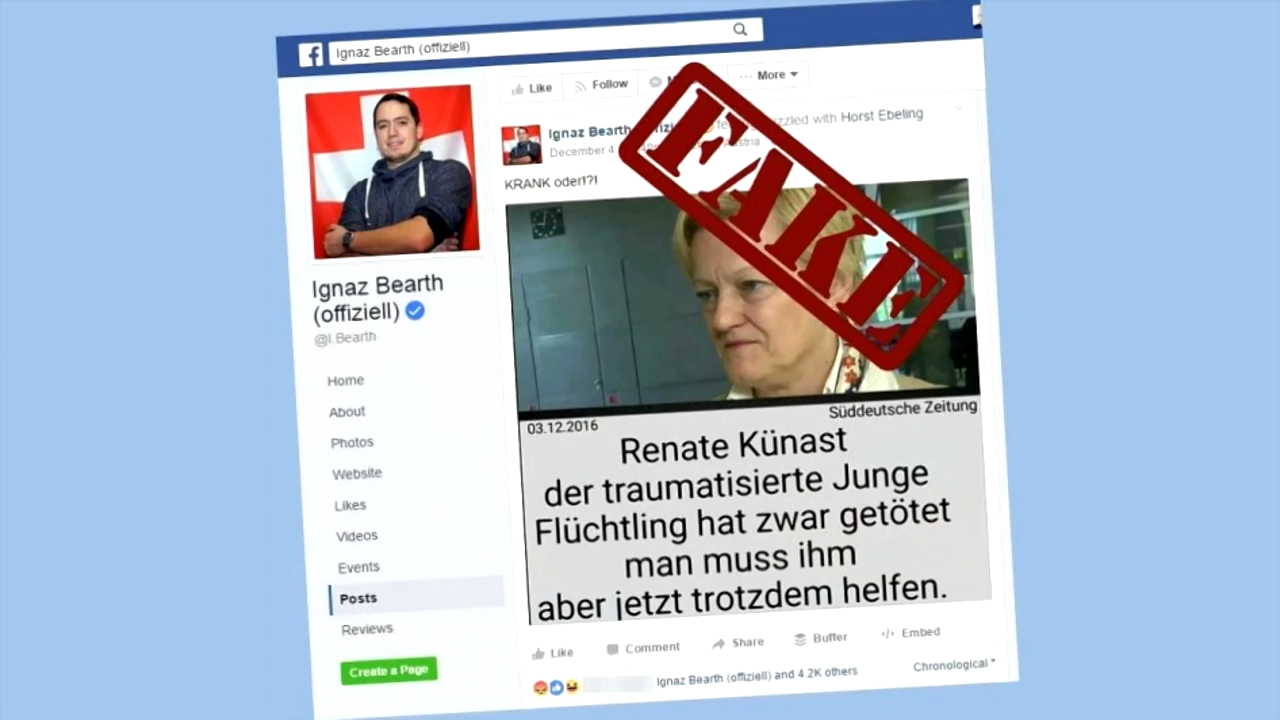 f
Ignaz Bearth (offiziell)
Like
Follow
More
Ignaz Bearth
with Horst Ebeling
December 4
KRANK oder!?!
FAKE
Ignaz Bearth
(offiziell)
@I.Bearth
Home
About
Photos
Website
Likes
Videos
Events
Posts
Reviews
Create a Page
03.12.2016
Süddeutsche Zeitung
Renate Künast
der traumatisierte Junge
Flüchtling hat zwar getötet
man muss ihm
aber jetzt trotzdem helfen.
Like
Comment
Share
Buffer
Embed
Ignaz Bearth (offiziell) and 4.2K others
Chronological